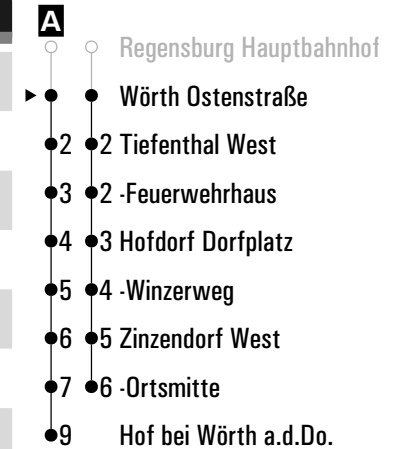 A
Regensburg Hauptbahnhof
Wörth Ostenstraße
2 2 Tiefenthal West
3 2 -Feuerwehrhaus
4 3 Hofdorf Dorfplatz
5 4 -Winzerweg
6 5 Zinzendorf West
7 6 -Ortsmitte
9 Hof bei Wörth a.d.Do.